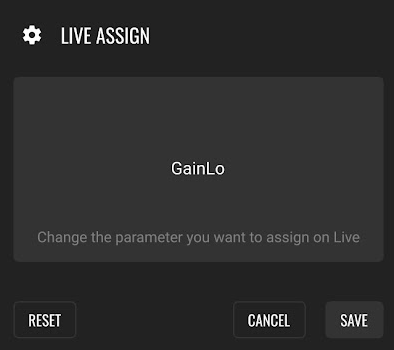 LIVE ASSIGN
GainLo
Change the parameter you want to assign on Live
RESET
CANCEL
SAVE